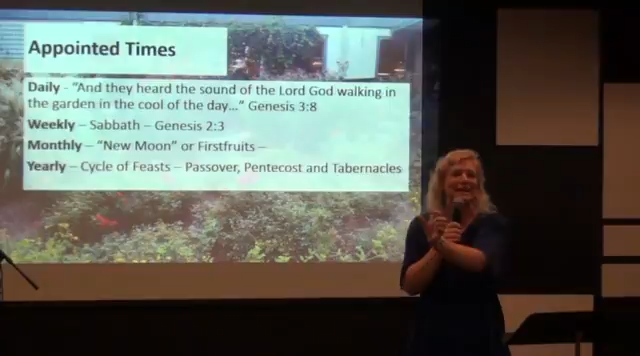 Appointed Times
Daily - "And they heard the sound of the Lord God walking in
the garden in the cool of the day..." Genesis 3:8
Weekly – Sabbath – Genesis 2:3
Monthly – "New Moon" or Firstfruits –
Yearly – Cycle of Feasts – Passover, Pentecost and Tabernacles